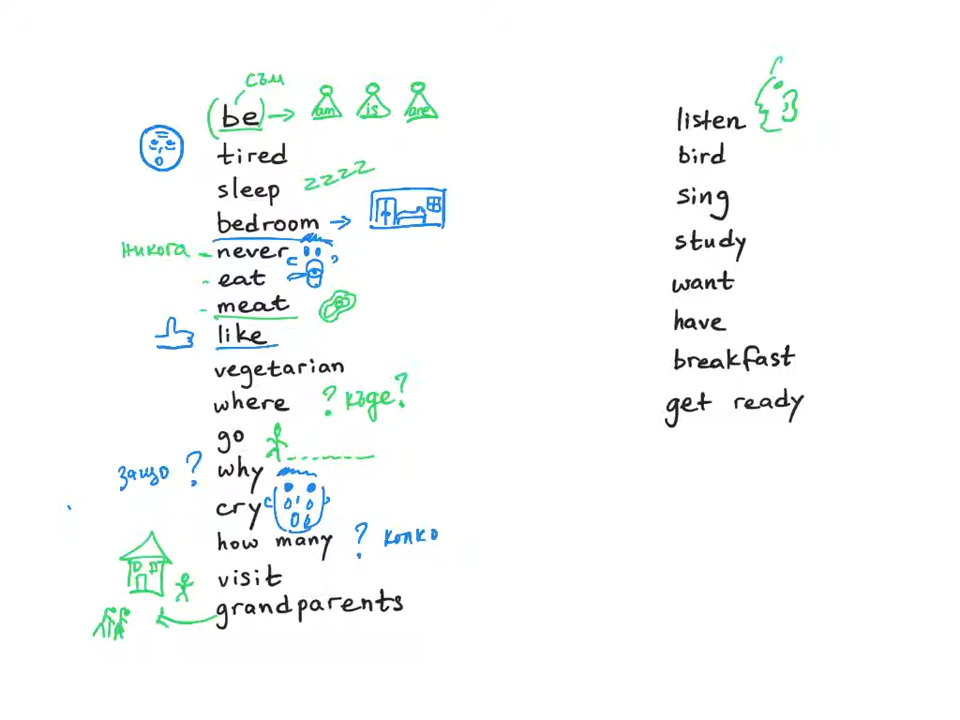 съм
(be) → am is are
tired
sleep zzzz
bedroom →
никога - never
- eat
- meat
like
vegetarian
where ? къде?
go
защо ? why
cry
how many ? колко
visit
grandparents
listen
bird
sing
study
want
have
breakfast
get ready